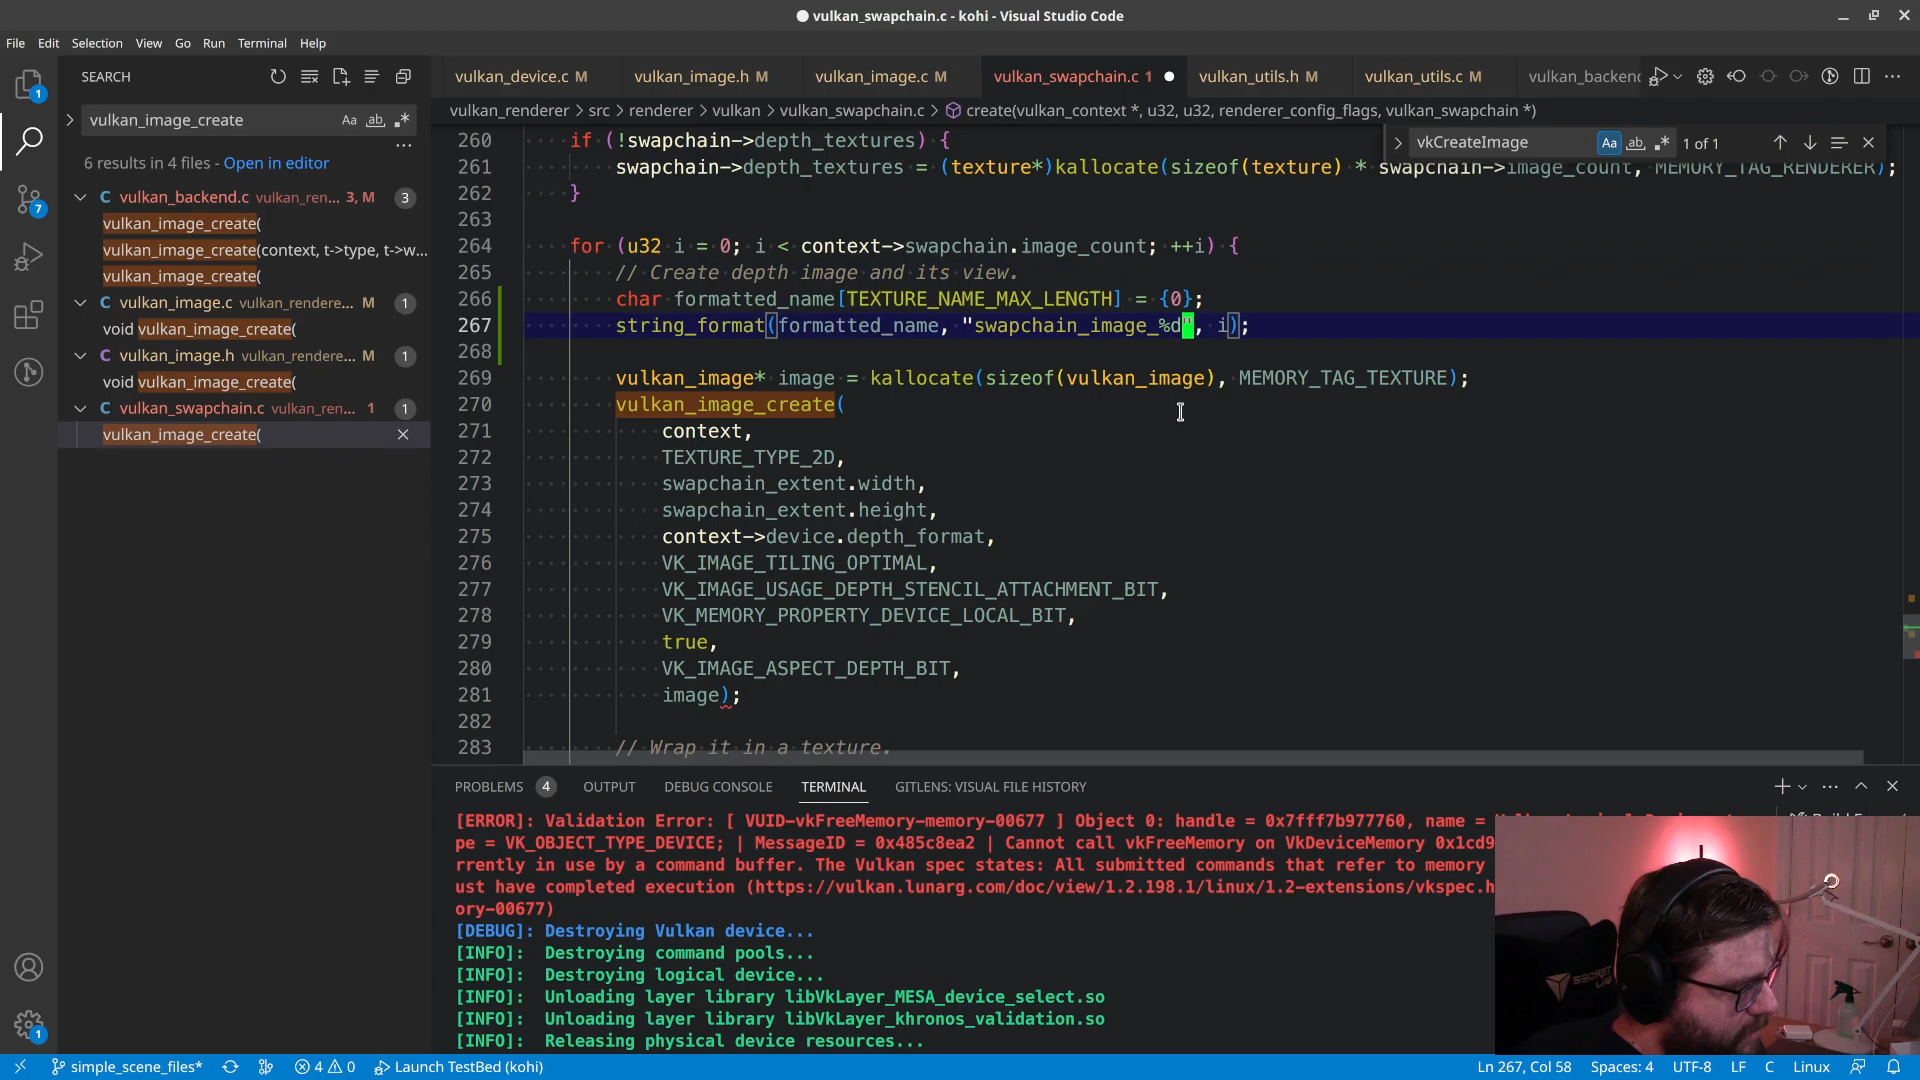 vulkan_swapchain.c - kohi - Visual Studio Code
File Edit Selection View Go Run Terminal Help
SEARCH
vulkan_device.c M vulkan_image.h M vulkan_image.c M vulkan_swapchain.c 1 vulkan_utils.h M vulkan_utils.c M vulkan_backend
vulkan_renderer > src > renderer > vulkan > vulkan_swapchain.c > create(vulkan_context *, u32, u32, renderer_config_flags, vulkan_swapchain *)
vulkan_image_create Aa ab
6 results in 4 files - Open in editor
vulkan_backend.c vulkan_ren... 3, M 3
vulkan_image_create(
vulkan_image_create(context, t->type, t->w...
vulkan_image_create(
vulkan_image.c vulkan_rendere... M 1
void vulkan_image_create(
vulkan_image.h vulkan_rendere... M 1
void vulkan_image_create(
vulkan_swapchain.c vulkan_ren... 1 1
vulkan_image_create(
vkCreateImage Aa ab 1 of 1
260 if (!swapchain->depth_textures) {
261 swapchain->depth_textures = (texture*)kallocate(sizeof(texture) * swapchain->image_count, MEMORY_TAG_RENDERER);
262 }
263
264 for (u32 i = 0; i < context->swapchain.image_count; ++i) {
265 // Create depth image and its view.
266 char formatted_name[TEXTURE_NAME_MAX_LENGTH] = {0};
267 string_format(formatted_name, "swapchain_image_%d", i);
268
269 vulkan_image* image = kallocate(sizeof(vulkan_image), MEMORY_TAG_TEXTURE);
270 vulkan_image_create(
271 context,
272 TEXTURE_TYPE_2D,
273 swapchain_extent.width,
274 swapchain_extent.height,
275 context->device.depth_format,
276 VK_IMAGE_TILING_OPTIMAL,
277 VK_IMAGE_USAGE_DEPTH_STENCIL_ATTACHMENT_BIT,
278 VK_MEMORY_PROPERTY_DEVICE_LOCAL_BIT,
279 true,
280 VK_IMAGE_ASPECT_DEPTH_BIT,
281 image);
282
283 // Wrap it in a texture.
PROBLEMS 4 OUTPUT DEBUG CONSOLE TERMINAL GITLENS: VISUAL FILE HISTORY
[ERROR]: Validation Error: [ VUID-vkFreeMemory-memory-00677 ] Object 0: handle = 0x7fff7b977760, name =
pe = VK_OBJECT_TYPE_DEVICE; | MessageID = 0x485c8ea2 | Cannot call vkFreeMemory on VkDeviceMemory 0x1cd9
rrently in use by a command buffer. The Vulkan spec states: All submitted commands that refer to memory
ust have completed execution (https://vulkan.lunarg.com/doc/view/1.2.198.1/linux/1.2-extensions/vkspec.h
ory-00677)
[DEBUG]: Destroying Vulkan device...
[INFO]: Destroying command pools...
[INFO]: Destroying logical device...
[INFO]: Unloading layer library libVkLayer_MESA_device_select.so
[INFO]: Unloading layer library libVkLayer_khronos_validation.so
[INFO]: Releasing physical device resources...
simple_scene_files* 4 0 Launch TestBed (kohi) Ln 267, Col 58 Spaces: 4 UTF-8 LF C Linux